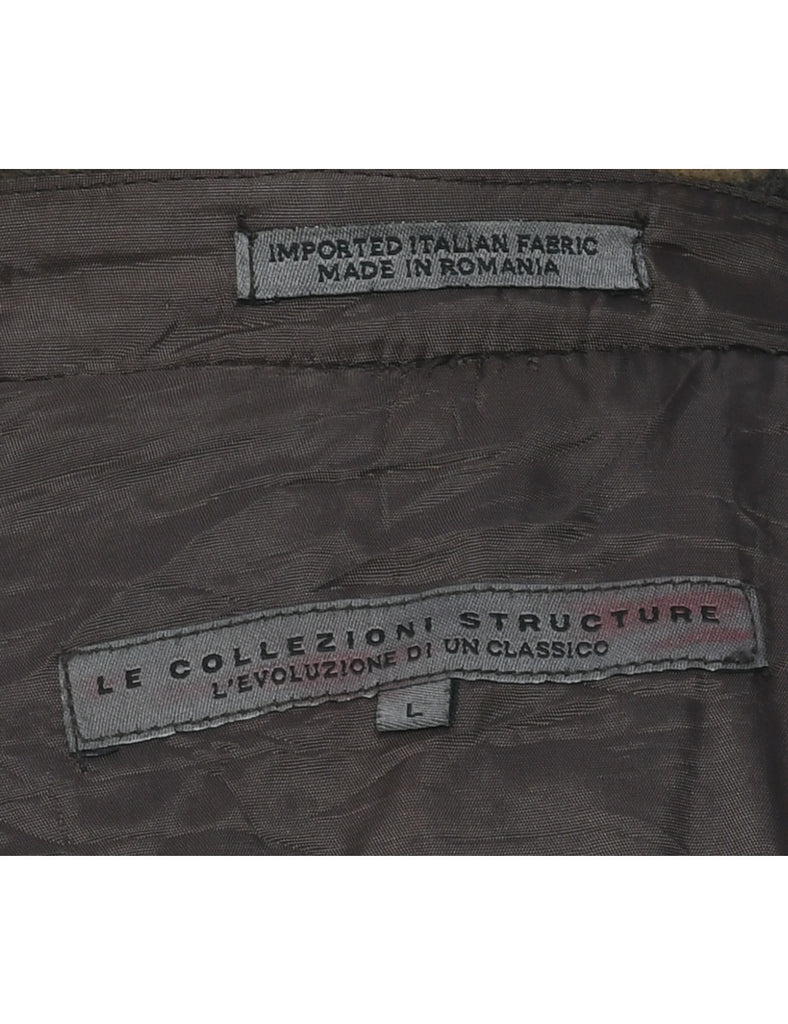 IMPORTED ITALIAN FABRIC
MADE IN ROMANIA
LE COLLEZIONI STRUCTURE
L'EVOLUZIONE DI UN CLASSICO
L